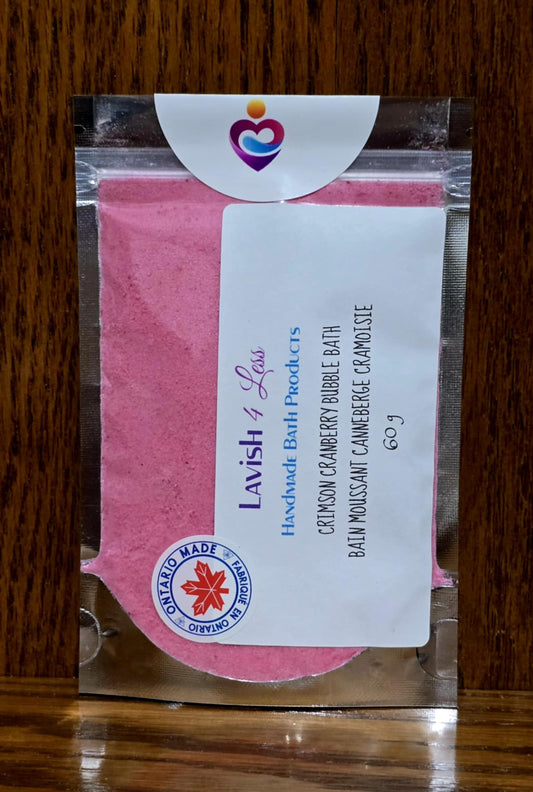 Lavish 4 Less
Handmade Bath Products
CRIMSON CRANBERRY BUBBLE BATH
BAIN MOUSSANT CANNEBERGE CRAMOISIE
60 g
ONTARIO MADE
FABRIQUÉ EN ONTARIO